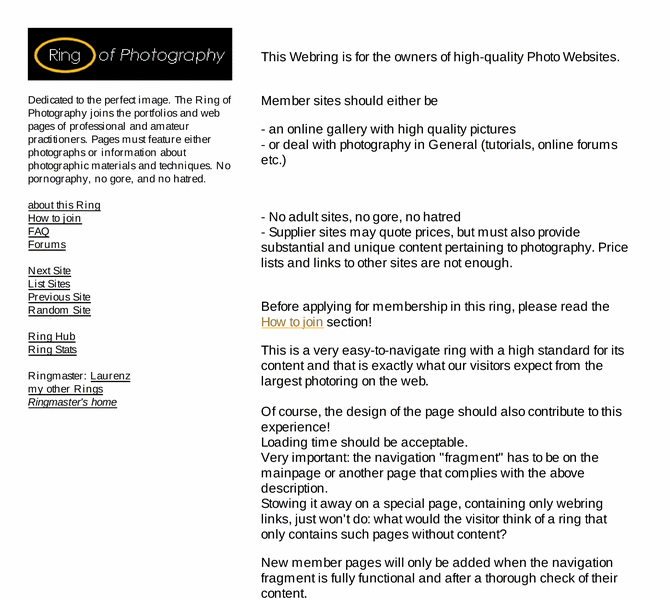 Ring of Photography
Dedicated to the perfect image. The Ring of
Photography joins the portfolios and web
pages of professional and amateur
practitioners. Pages must feature either
photographs or information about
photographic materials and techniques. No
pornography, no gore, and no hatred.
about this Ring
How to join
FAQ
Forums
Next Site
List Sites
Previous Site
Random Site
Ring Hub
Ring Stats
Ringmaster: Laurenz
my other Rings
Ringmaster's home
This Webring is for the owners of high-quality Photo Websites.
Member sites should either be
- an online gallery with high quality pictures
- or deal with photography in General (tutorials, online forums
etc.)
- No adult sites, no gore, no hatred
- Supplier sites may quote prices, but must also provide
substantial and unique content pertaining to photography. Price
lists and links to other sites are not enough.
Before applying for membership in this ring, please read the
How to join section!
This is a very easy-to-navigate ring with a high standard for its
content and that is exactly what our visitors expect from the
largest photoring on the web.
Of course, the design of the page should also contribute to this
experience!
Loading time should be acceptable.
Very important: the navigation "fragment" has to be on the
mainpage or another page that complies with the above
description.
Stowing it away on a special page, containing only webring
links, just won't do: what would the visitor think of a ring that
only contains such pages without content?
New member pages will only be added when the navigation
fragment is fully functional and after a thorough check of their
content.